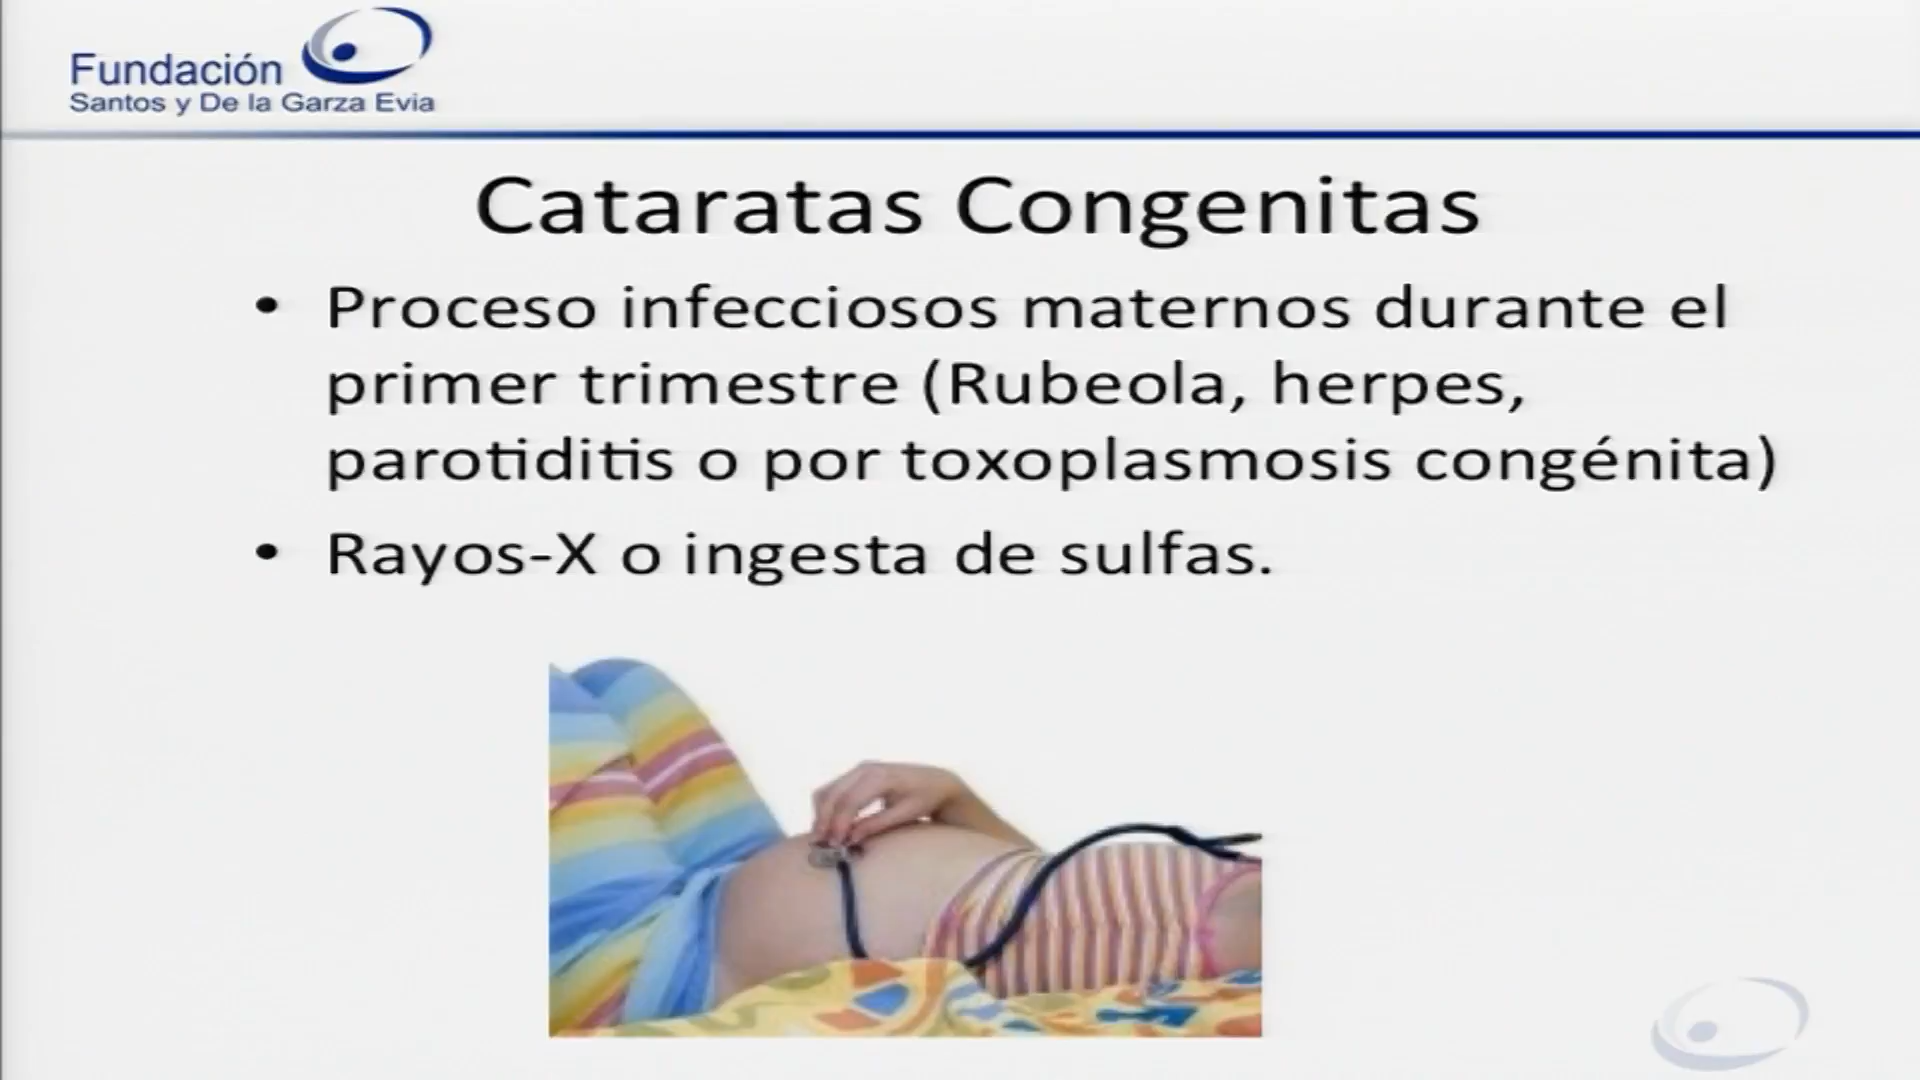 Fundación
Santos y De la Garza Evia
Cataratas Congenitas
• Proceso infecciosos maternos durante el
primer trimestre (Rubeola, herpes,
parotiditis o por toxoplasmosis congénita)
• Rayos-X o ingesta de sulfas.